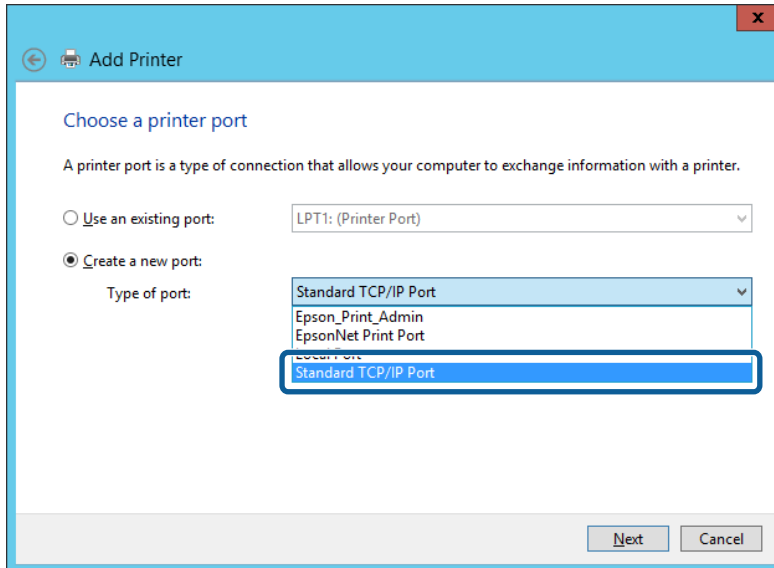 x
Add Printer
Choose a printer port
A printer port is a type of connection that allows your computer to exchange information with a printer.
Use an existing port: LPT1: (Printer Port)
Create a new port:
Type of port: Standard TCP/IP Port
Epson_Print_Admin
EpsonNet Print Port
Local Port
Standard TCP/IP Port
Next Cancel